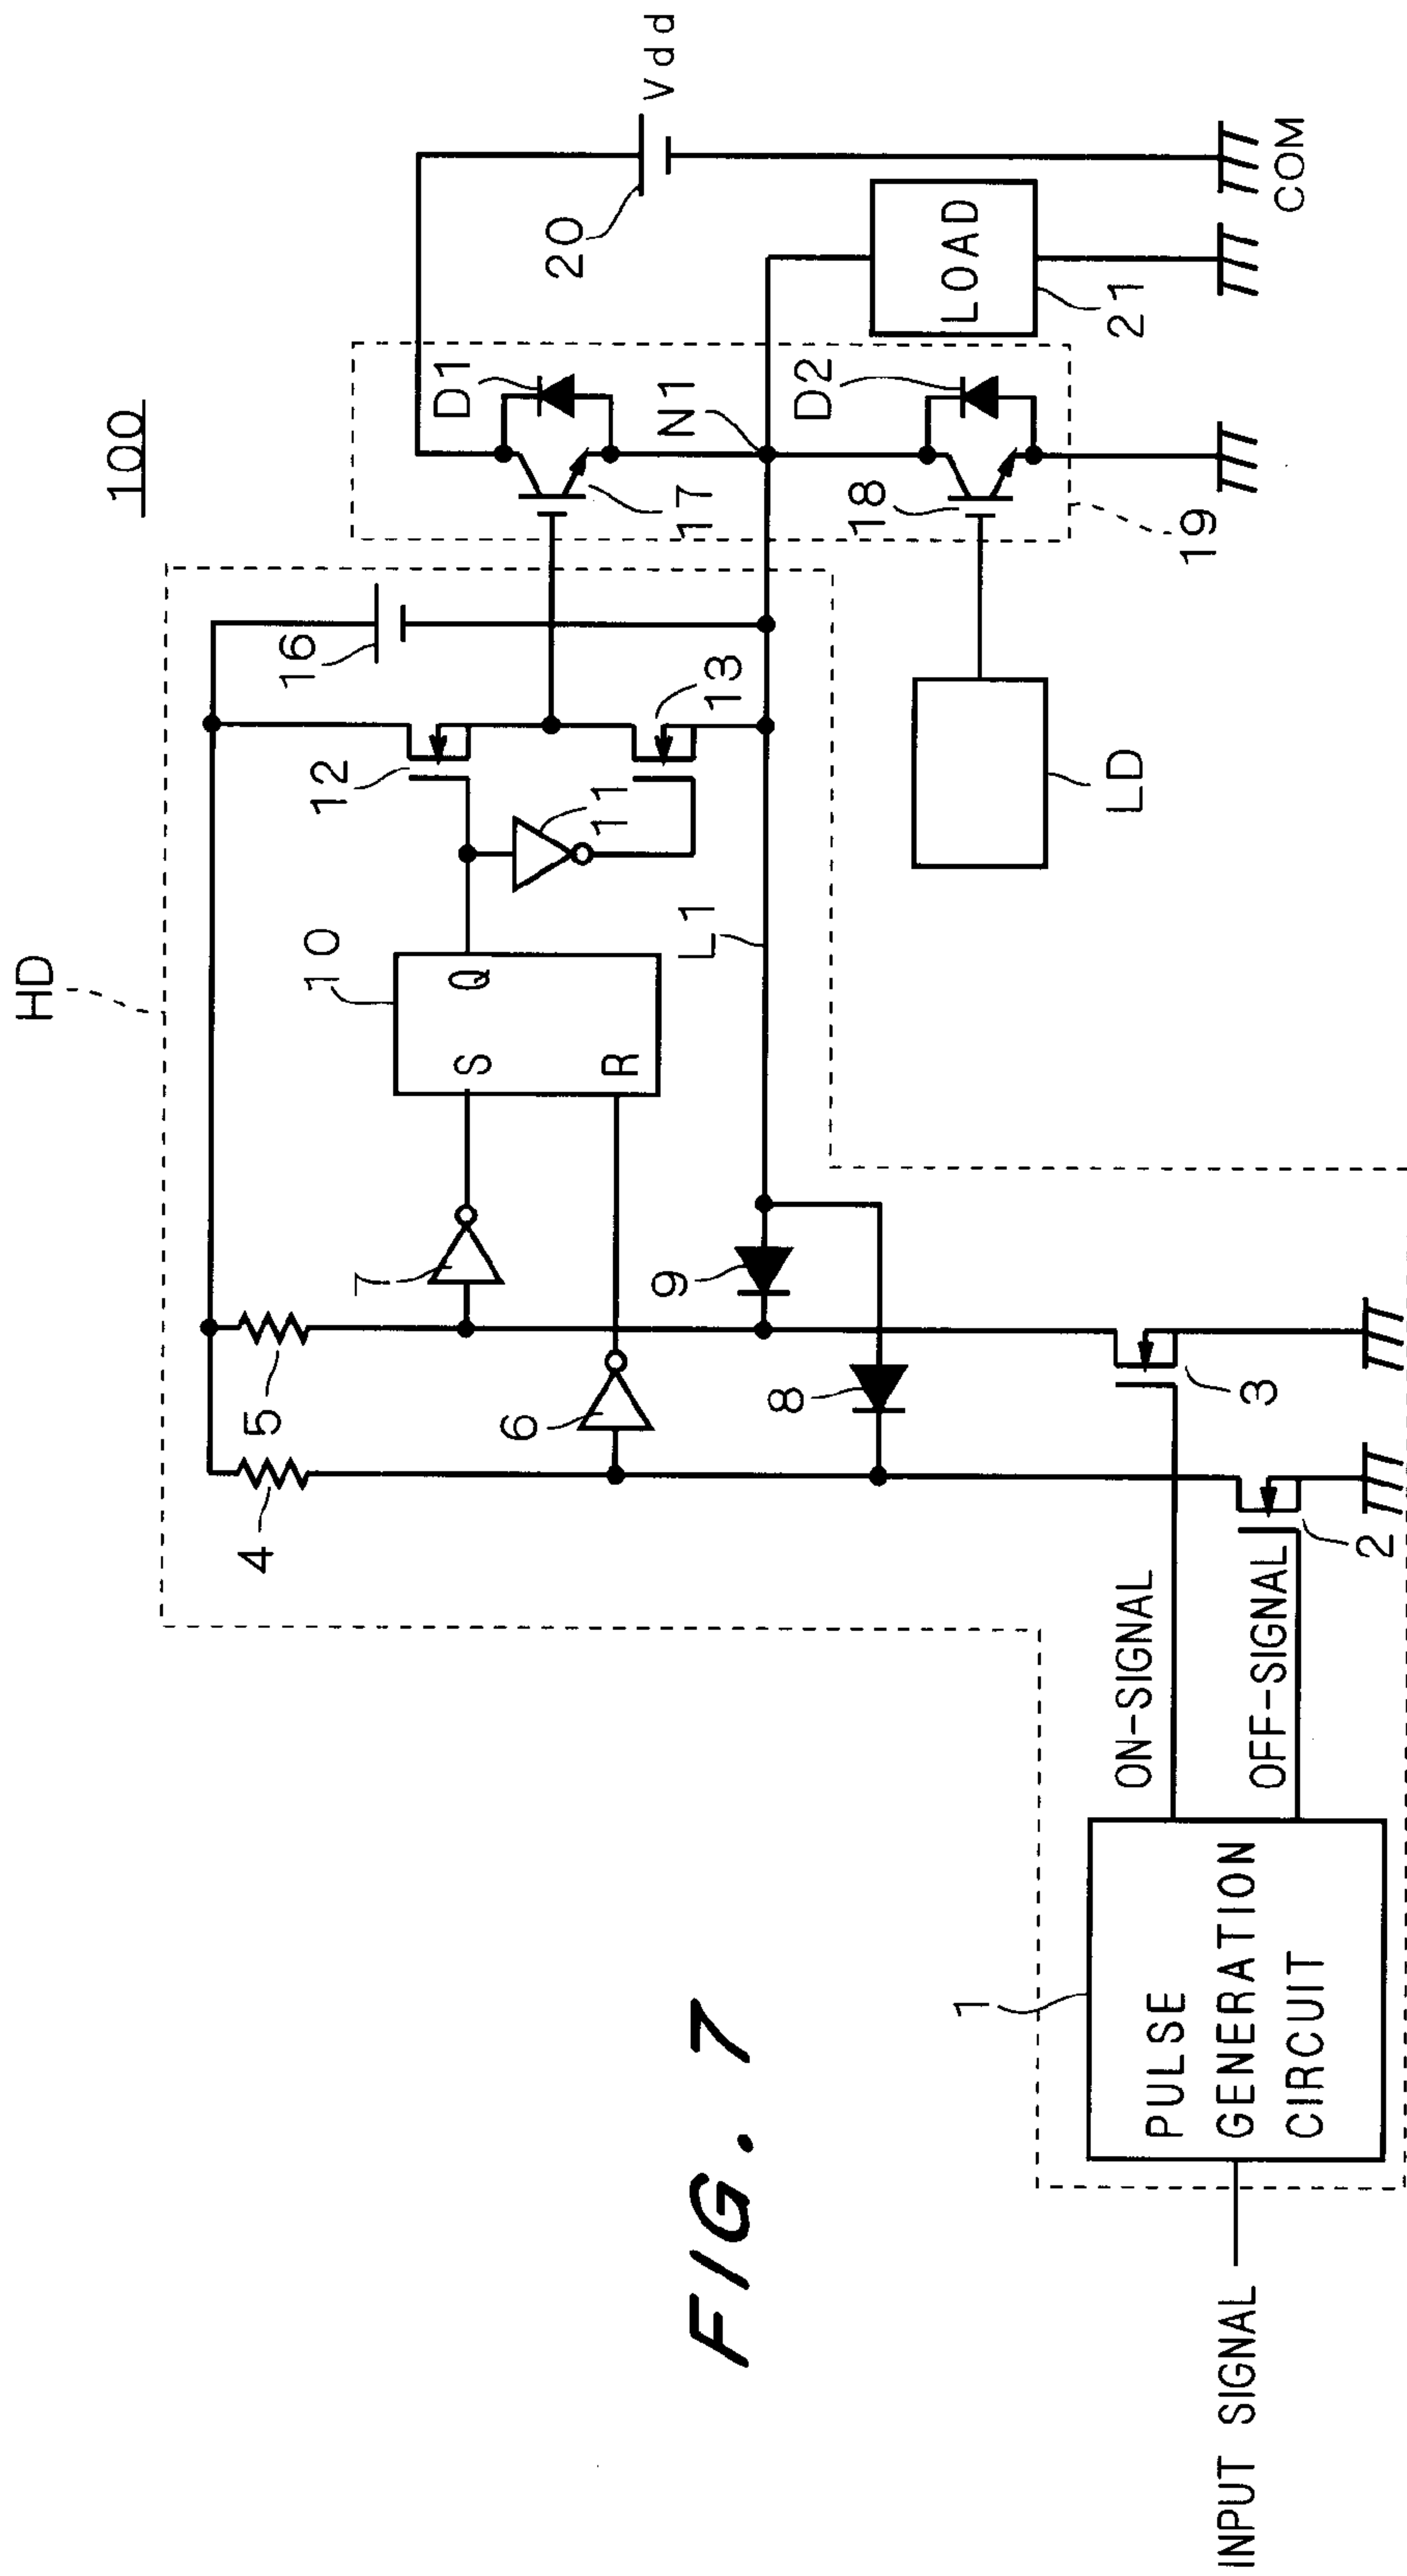 100
HD
16
12
13
11
10
S
Q
R
L1
7
6
5
4
9
8
3
2
D1
17
N1
D2
18
19
20
Vdd
LOAD
21
COM
LD
ON-SIGNAL
OFF-SIGNAL
1
PULSE
GENERATION
CIRCUIT
INPUT SIGNAL
FIG. 7